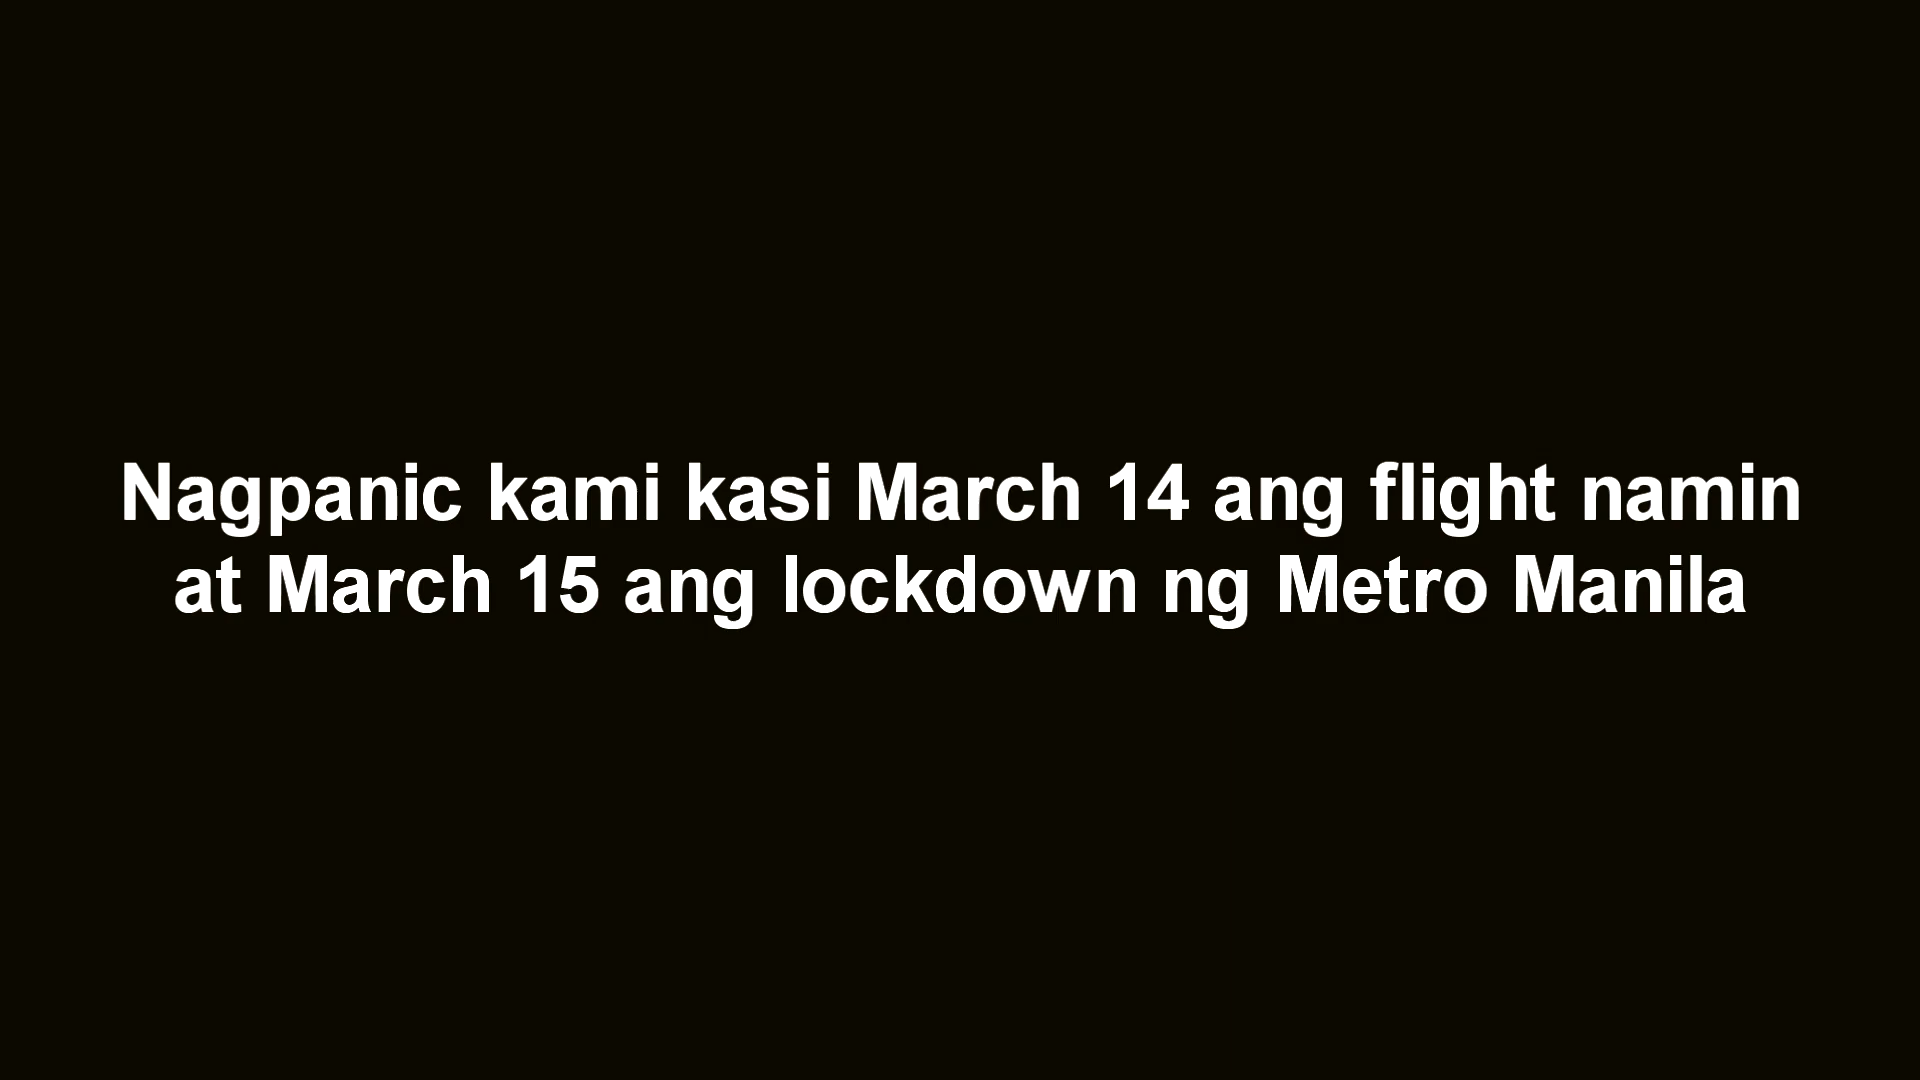 Nagpanic kami kasi March 14 ang flight namin
at March 15 ang lockdown ng Metro Manila